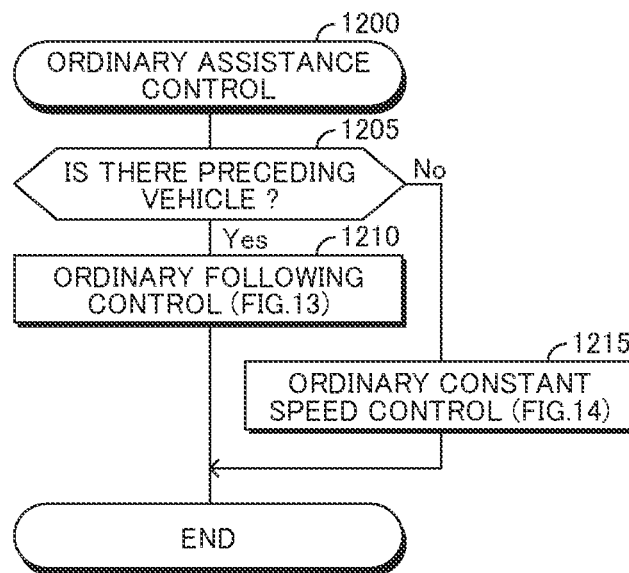 1200
ORDINARY ASSISTANCE
CONTROL
1205
IS THERE PRECEDING
VEHICLE ?
No
Yes
1210
ORDINARY FOLLOWING
CONTROL (FIG.13)
1215
ORDINARY CONSTANT
SPEED CONTROL (FIG.14)
END